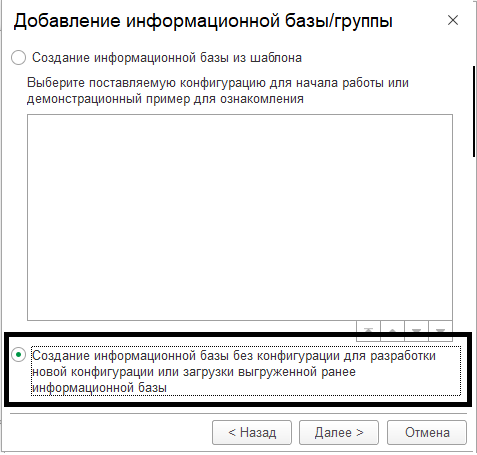 Добавление информационной базы/группы
Создание информационной базы из шаблона
Выберите поставляемую конфигурацию для начала работы или
демонстрационный пример для ознакомления
Создание информационной базы без конфигурации для разработки
новой конфигурации или загрузки выгруженной ранее
информационной базы
< Назад
Далее >
Отмена